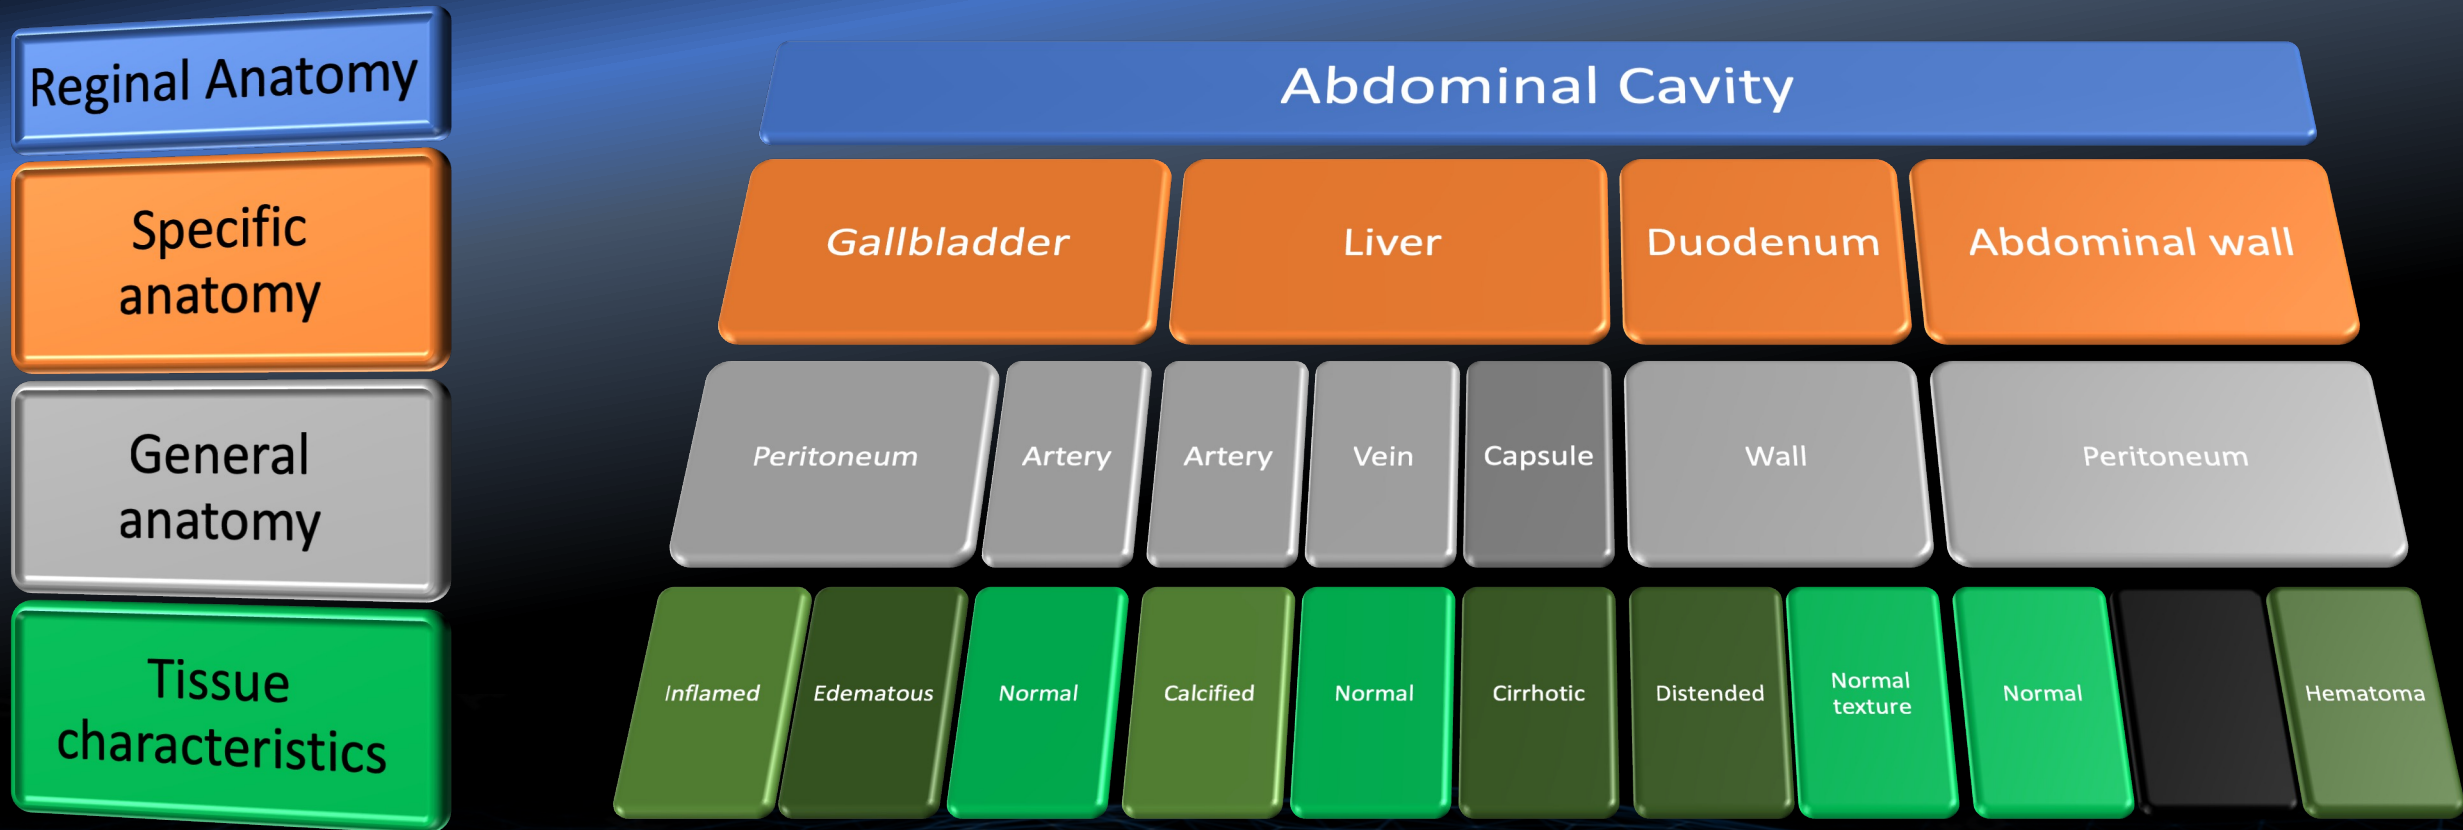 Reginal Anatomy
Abdominal Cavity
Specific
anatomy
Gallbladder
Liver
Duodenum
Abdominal wall
General
anatomy
Peritoneum
Artery
Artery
Vein
Capsule
Wall
Peritoneum
Tissue
characteristics
Inflamed
Edematous
Normal
Calcified
Normal
Cirrhotic
Distended
Normal
texture
Normal
Hematoma